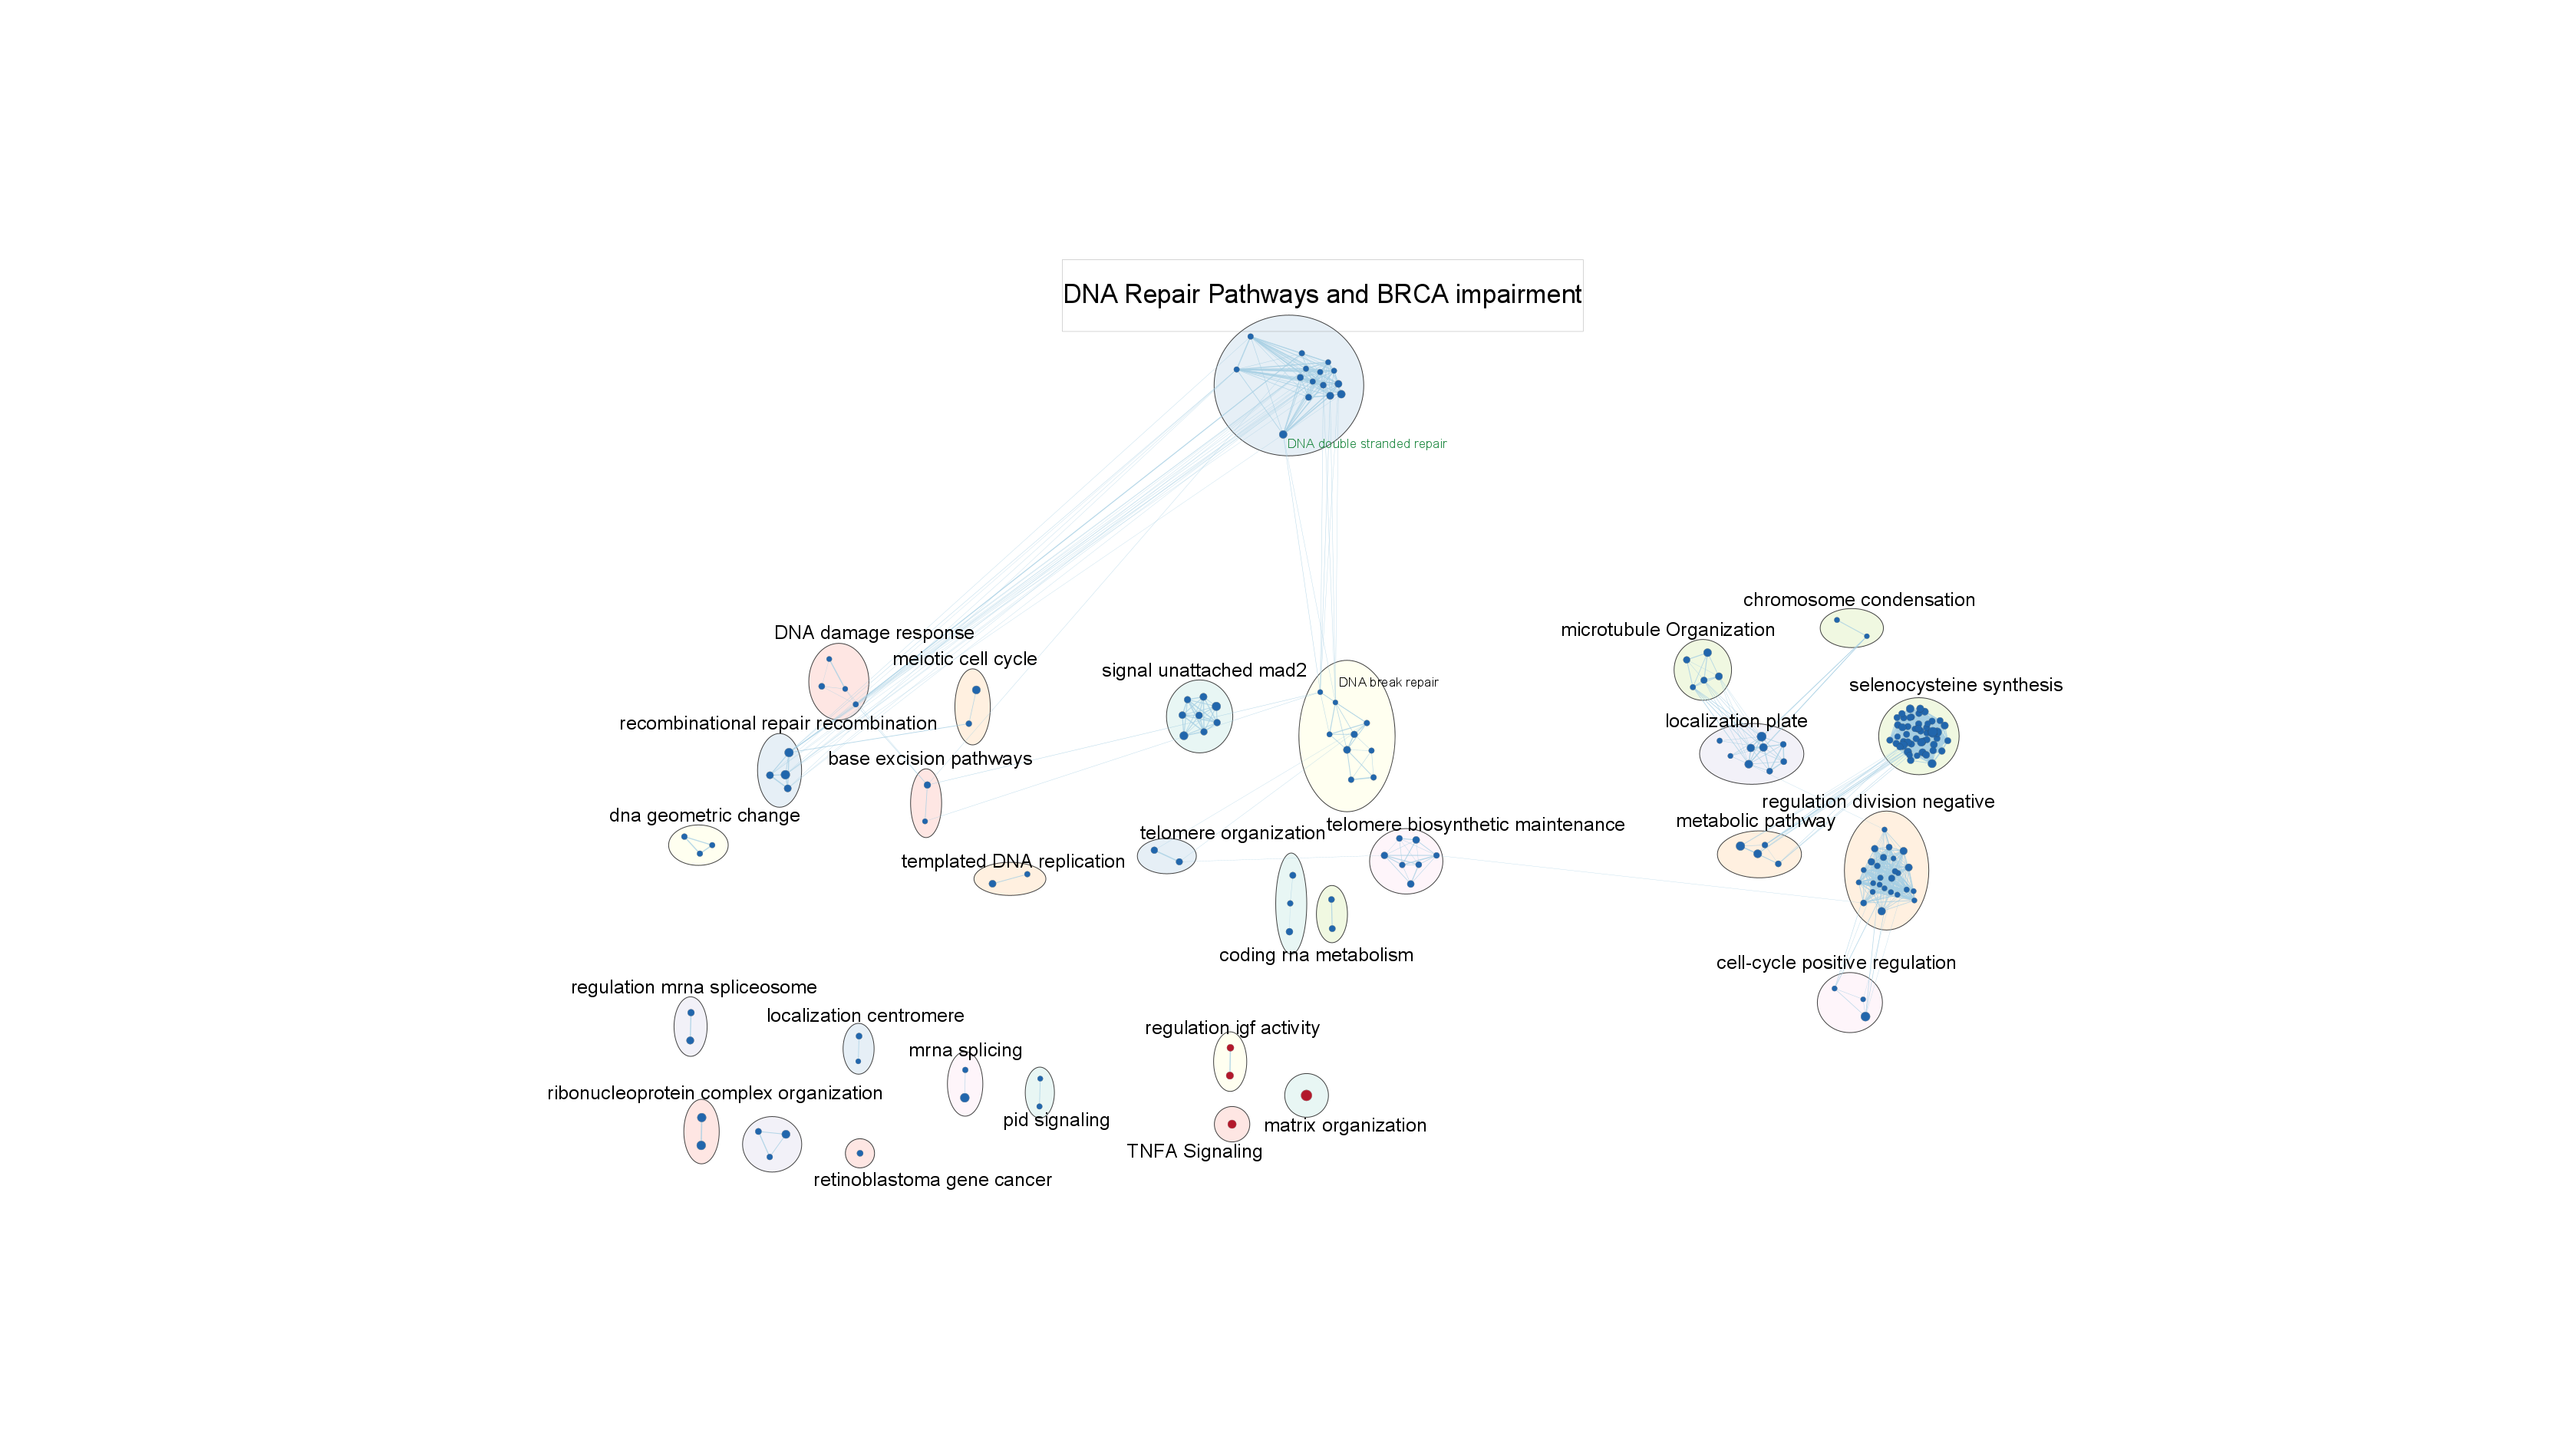 DNA Repair Pathways and BRCA impairment
DNA double stranded repair
chromosome condensation
microtubule Organization
DNA damage response
meiotic cell cycle
signal unattached mad2
DNA break repair
selenocysteine synthesis
recombinational repair recombination
localization plate
base excision pathways
regulation division negative
dna geometric change
metabolic pathway
telomere organization
telomere biosynthetic maintenance
templated DNA replication
coding rna metabolism
cell-cycle positive regulation
regulation mrna spliceosome
localization centromere
regulation igf activity
mrna splicing
ribonucleoprotein complex organization
pid signaling
matrix organization
TNFA Signaling
retinoblastoma gene cancer